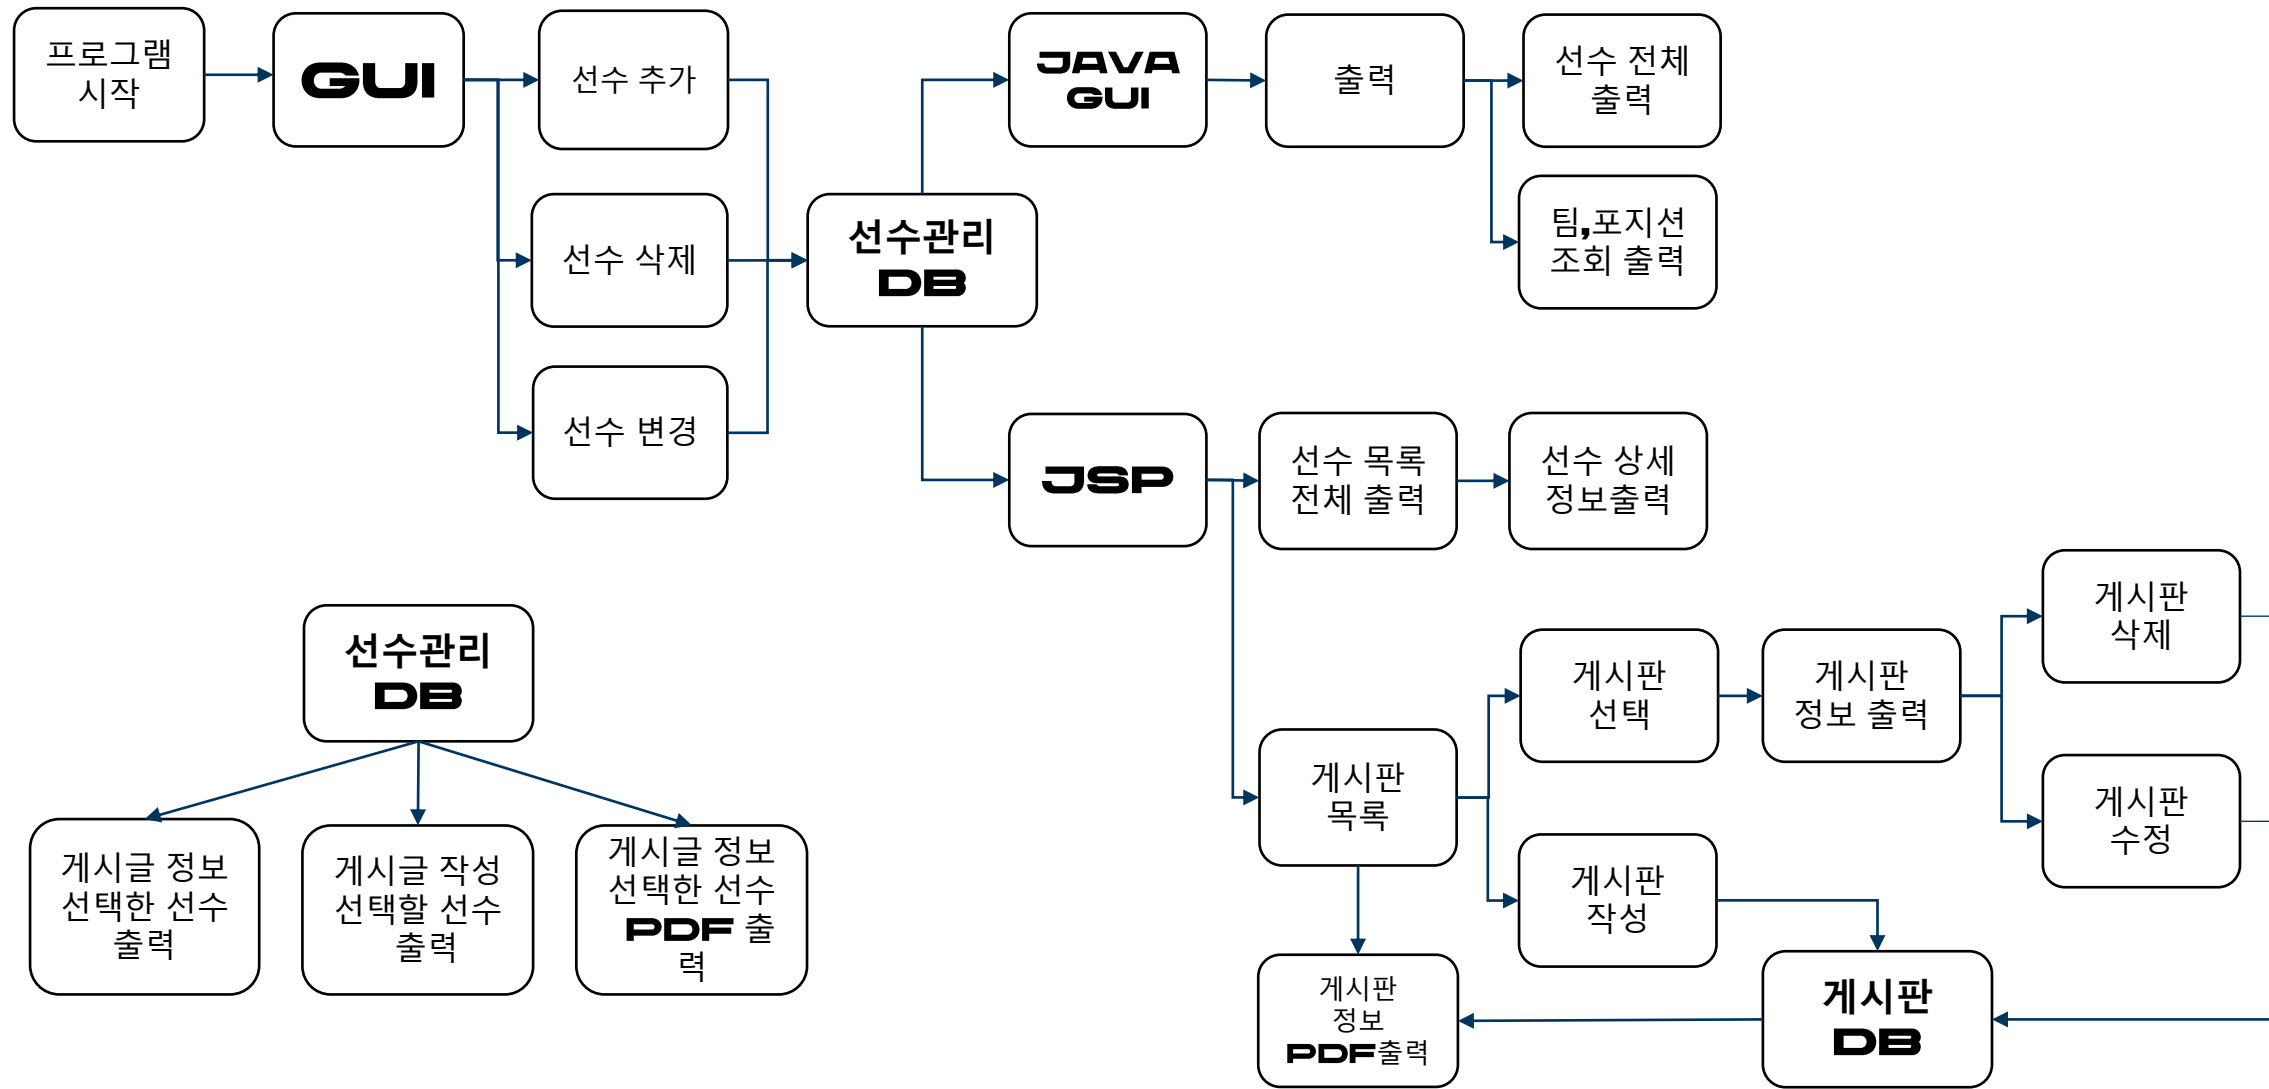 프로그램
시작
GUI
선수 추가
선수 삭제
선수 변경
선수관리
DB
JAVA
GUI
출력
선수 전체
출력
팀,포지션
조회 출력
JSP
선수 목록
전체 출력
선수 상세
정보출력
게시판
목록
게시판
선택
게시판
정보 출력
게시판
삭제
게시판
수정
게시판
작성
게시판
DB
게시판
정보
PDF출력
선수관리
DB
게시글 정보
선택한 선수
출력
게시글 작성
선택할 선수
출력
게시글 정보
선택한 선수
PDF 출
력